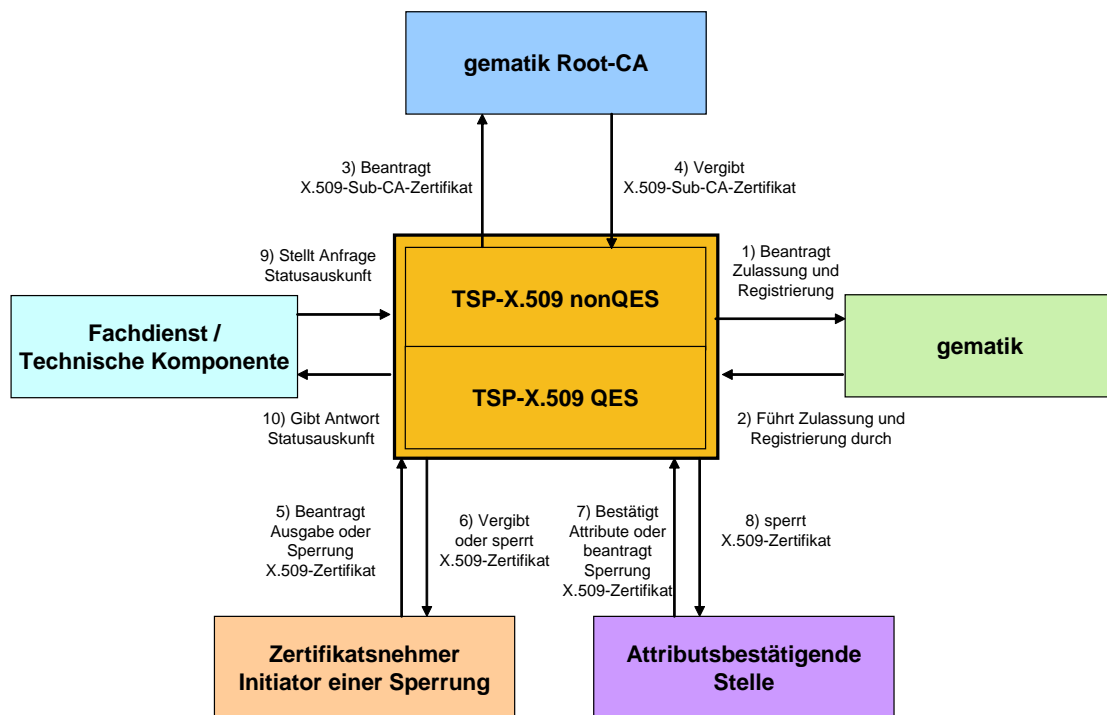 gematik Root-CA
3) Beantragt
X.509-Sub-CA-Zertifikat
4) Vergibt
X.509-Sub-CA-Zertifikat
9) Stellt Anfrage
Statusauskunft
1) Beantragt
Zulassung und
Registrierung
Fachdienst /
Technische Komponente
TSP-X.509 nonQES
TSP-X.509 QES
gematik
10) Gibt Antwort
Statusauskunft
2) Führt Zulassung und
Registrierung durch
5) Beantragt
Ausgabe oder
Sperrung
X.509-Zertifikat
6) Vergibt
oder sperrt
X.509-Zertifikat
7) Bestätigt
Attribute oder
beantragt
Sperrung
X.509-Zertifikat
8) sperrt
X.509-Zertifikat
Zertifikatsnehmer
Initiator einer Sperrung
Attributsbestätigende
Stelle